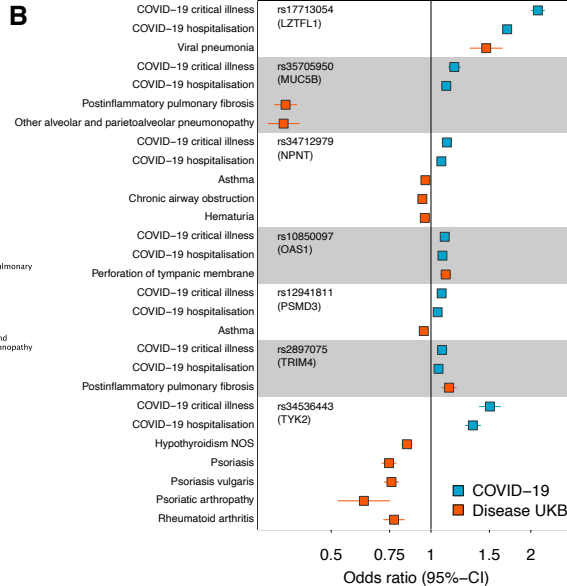 B
COVID−19 critical illness
rs17713054
(LZTFL1)
COVID−19 hospitalisation
Viral pneumonia
COVID−19 critical illness
rs35705950
(MUC5B)
COVID−19 hospitalisation
Postinflammatory pulmonary fibrosis
Other alveolar and parietoalveolar pneumonopathy
COVID−19 critical illness
rs34712979
(NPNT)
COVID−19 hospitalisation
Asthma
Chronic airway obstruction
Hematuria
COVID−19 critical illness
rs10850097
(OAS1)
COVID−19 hospitalisation
ulmonary
Perforation of tympanic membrane
COVID−19 critical illness
rs12941811
(PSMD3)
COVID−19 hospitalisation
Asthma
nd
onopathy
COVID−19 critical illness
rs2897075
(TRIM4)
COVID−19 hospitalisation
Postinflammatory pulmonary fibrosis
COVID−19 critical illness
rs34536443
(TYK2)
COVID−19 hospitalisation
Hypothyroidism NOS
Psoriasis
Psoriasis vulgaris
Psoriatic arthropathy
Rheumatoid arthritis
COVID−19
Disease UKB
0.5 0.75 1 1.5 2
Odds ratio (95%−CI)